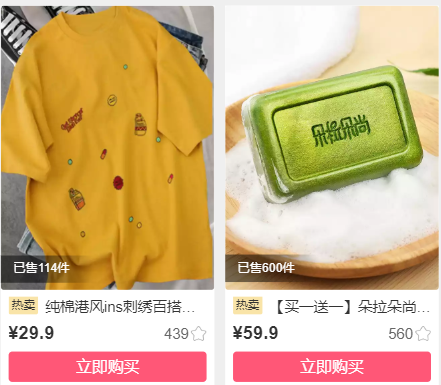 已售114件
热卖 纯棉港风ins刺绣百搭…
¥29.9 439
立即购买
朵拉朵尚
已售600件
热卖 【买一送一】朵拉朵尚…
¥59.9 560
立即购买